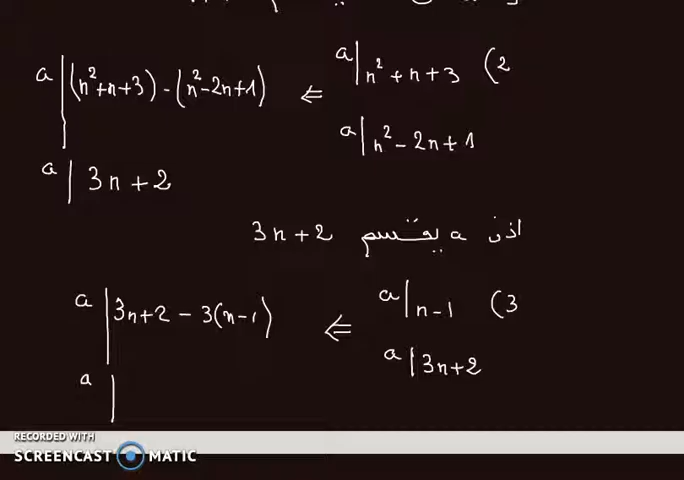 a | n² + n + 3 (2
a | (n²+n+3) - (n²-2n+1) ⇐
a | n² - 2n + 1
a | 3n + 2
اذن a يقسم 3n+2
a | n-1 (3
a | 3n+2 - 3(n-1) ⇐
a | 3n+2
a |
RECORDED WITH
SCREENCAST MATIC